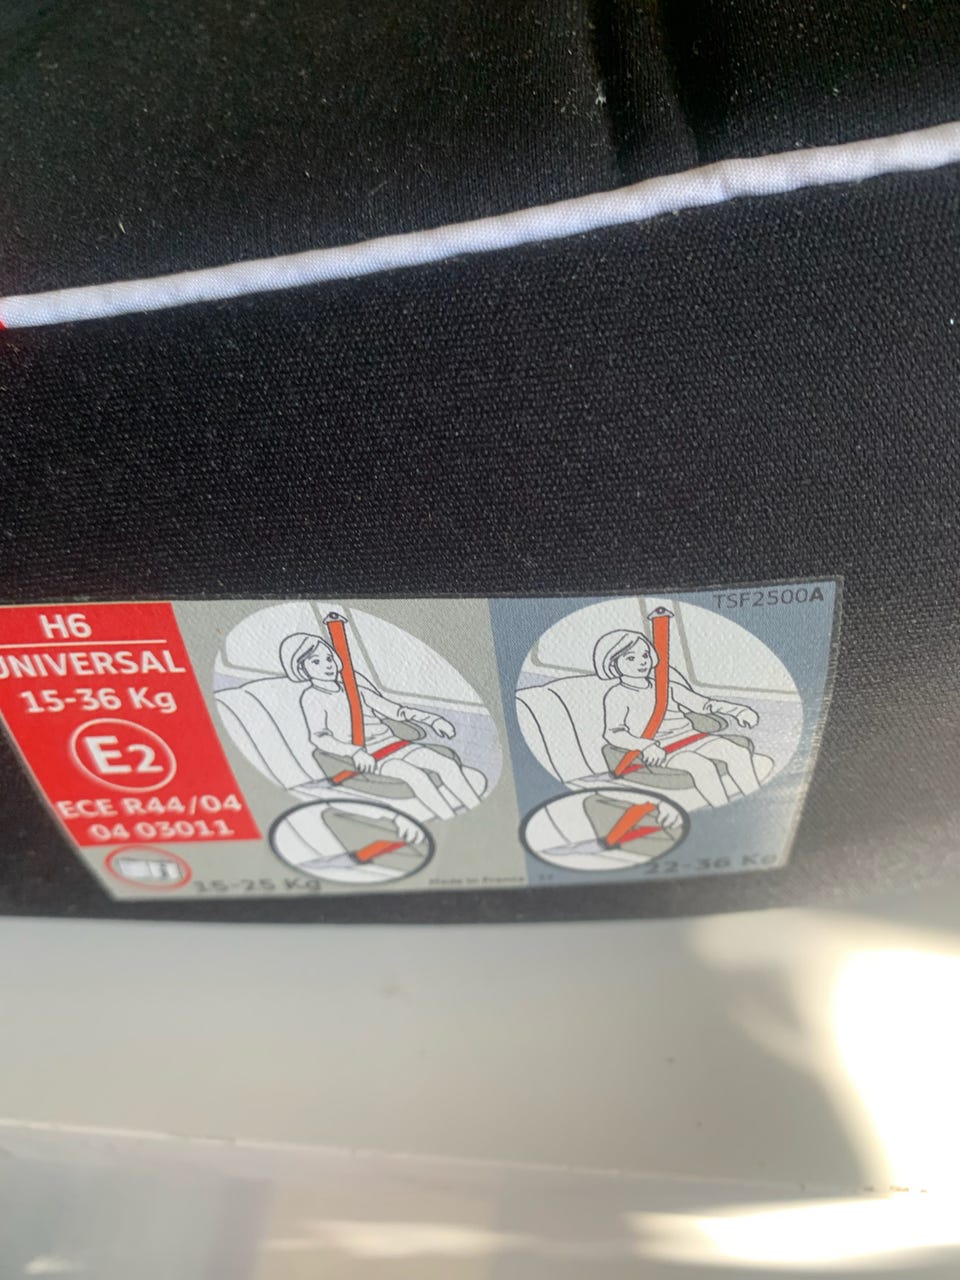 H6
UNIVERSAL
15-36 Kg
E2
ECE R44/04
04 03011
15-25 Kg
Made in France
TSF2500A
22-36 Kg